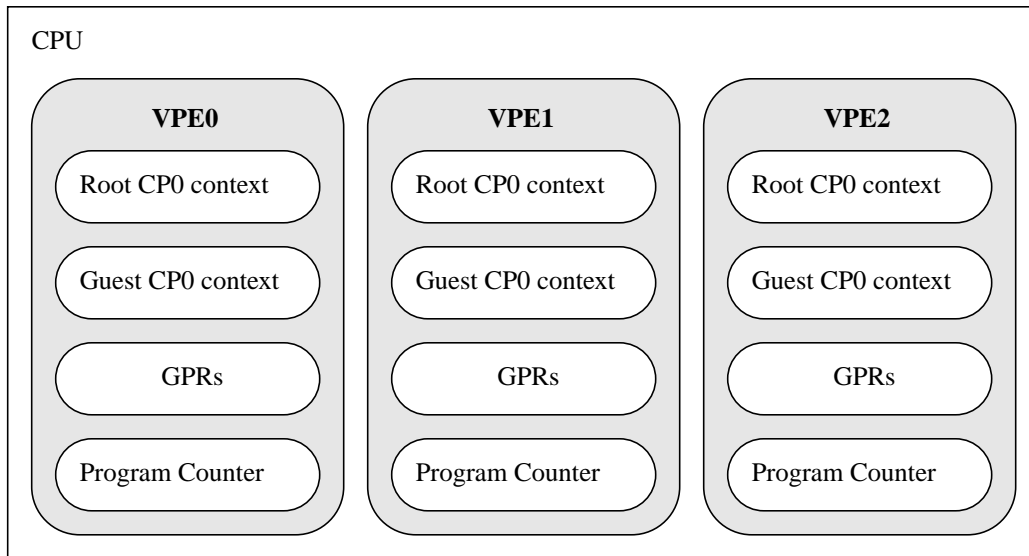 CPU
VPE0
Root CP0 context
Guest CP0 context
GPRs
Program Counter
VPE1
Root CP0 context
Guest CP0 context
GPRs
Program Counter
VPE2
Root CP0 context
Guest CP0 context
GPRs
Program Counter